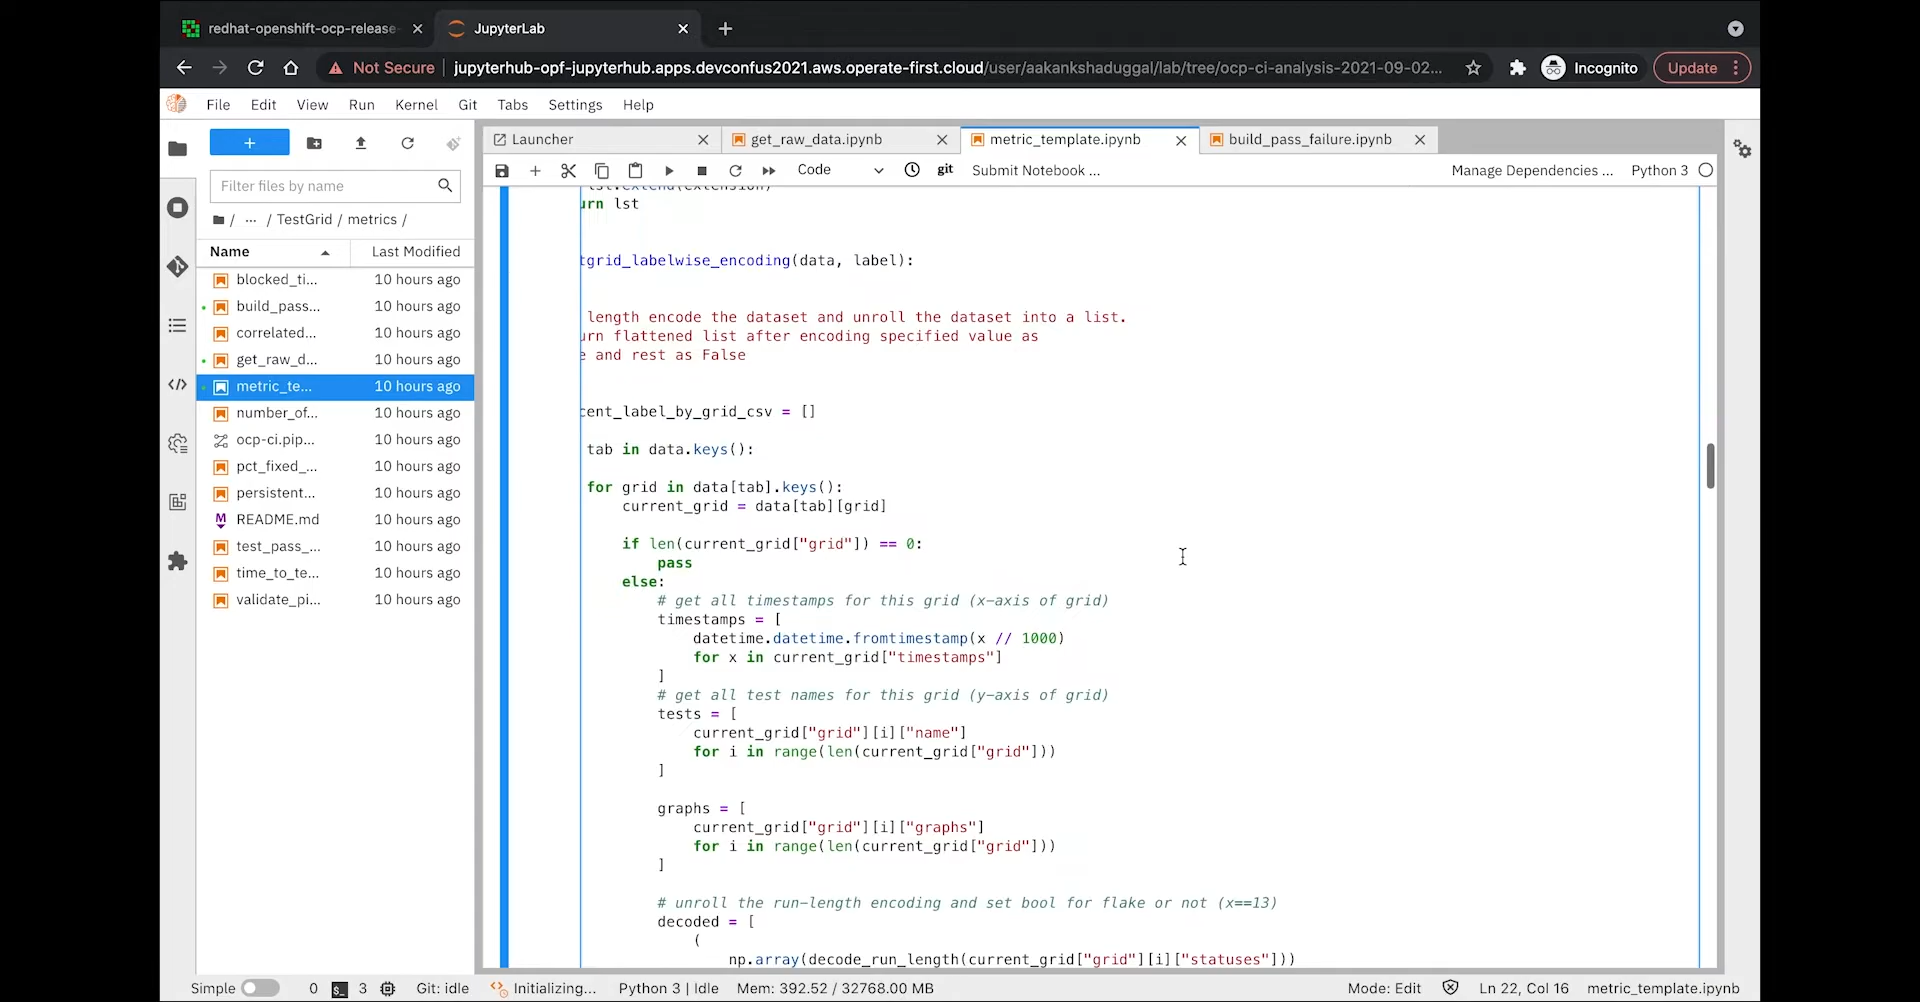 redhat-openshift-ocp-release-
JupyterLab
Not Secure
jupyterhub-opf-jupyterhub.apps.devconfus2021.aws.operate-first.cloud/user/aakankshaduggal/lab/tree/ocp-ci-analysis-2021-09-02...
Incognito
Update
File Edit View Run Kernel Git Tabs Settings Help
Filter files by name
/ ... / TestGrid / metrics /
Name Last Modified
blocked_ti... 10 hours ago
build_pass... 10 hours ago
correlated... 10 hours ago
get_raw_d... 10 hours ago
metric_te... 10 hours ago
number_of... 10 hours ago
ocp-ci.pip... 10 hours ago
pct_fixed_... 10 hours ago
persistent... 10 hours ago
README.md 10 hours ago
test_pass_... 10 hours ago
time_to_te... 10 hours ago
validate_pi... 10 hours ago
Launcher
get_raw_data.ipynb
metric_template.ipynb
build_pass_failure.ipynb
Code
git
Submit Notebook ...
Manage Dependencies ...
Python 3
lst.extend(extension)
urn lst
tgrid_labelwise_encoding(data, label):
length encode the dataset and unroll the dataset into a list.
urn flattened list after encoding specified value as
e and rest as False
cent_label_by_grid_csv = []
tab in data.keys():
for grid in data[tab].keys():
current_grid = data[tab][grid]
if len(current_grid["grid"]) == 0:
pass
else:
# get all timestamps for this grid (x-axis of grid)
timestamps = [
datetime.datetime.fromtimestamp(x // 1000)
for x in current_grid["timestamps"]
]
# get all test names for this grid (y-axis of grid)
tests = [
current_grid["grid"][i]["name"]
for i in range(len(current_grid["grid"]))
]
graphs = [
current_grid["grid"][i]["graphs"]
for i in range(len(current_grid["grid"]))
]
# unroll the run-length encoding and set bool for flake or not (x==13)
decoded = [
(
np.array(decode_run_length(current_grid["grid"][i]["statuses"]))
Simple 0 3 Git: idle Initializing... Python 3 | Idle Mem: 392.52 / 32768.00 MB
Mode: Edit Ln 22, Col 16 metric_template.ipynb